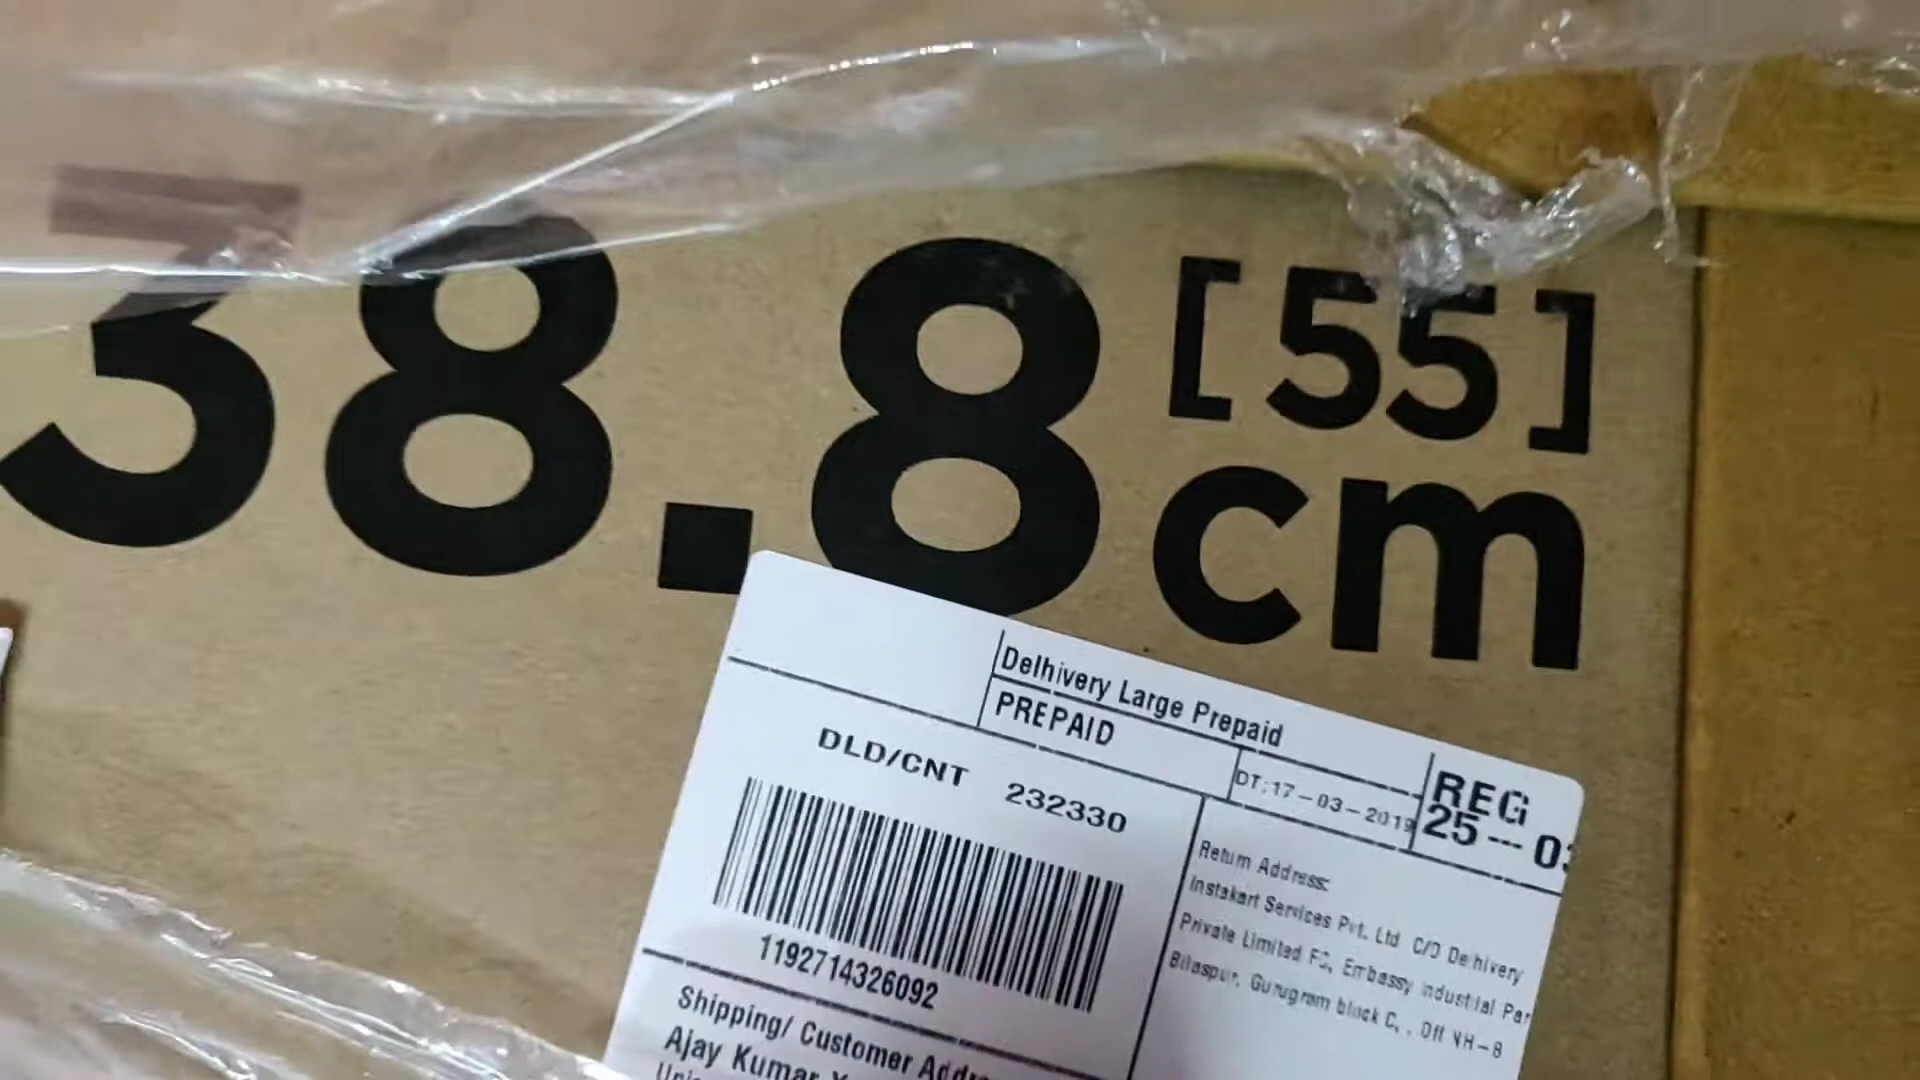 38.8 [55]
cm
Delhivery Large Prepaid
PREPAID
DT:17-03-2019
REG
25---03
DLD/CNT 232330
1192714326092
Return Address:
Instakart Services Pvt. Ltd C/O Delhivery
Private Limited FC, Embassy Industrial Par
Bilaspur, Gurugram block C, , Off NH-8
Shipping/ Customer Addre
Ajay Kumar